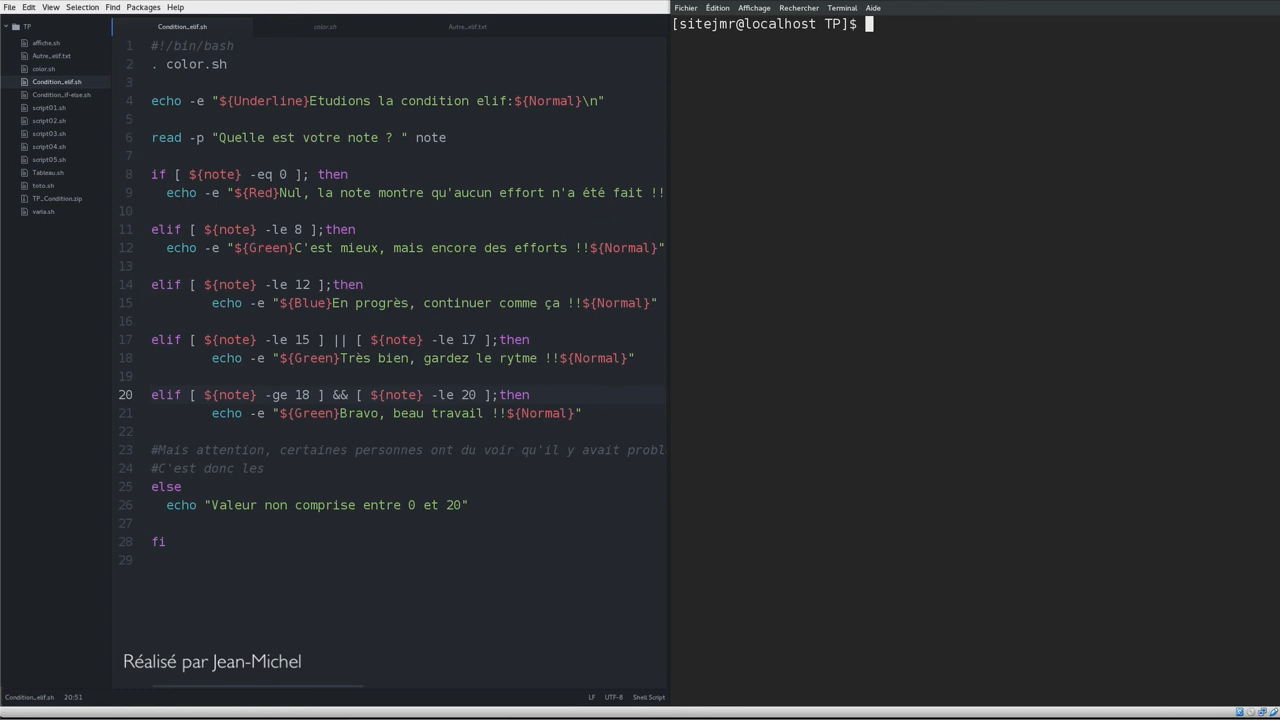 File Edit View Selection Find Packages Help
Fichier Édition Affichage Rechercher Terminal Aide
TP
affiche.sh
Autre_elif.txt
color.sh
Condition_elif.sh
Condition_if-else.sh
script01.sh
script02.sh
script03.sh
script04.sh
script05.sh
Tableau.sh
toto.sh
TP_Condition.zip
varia.sh
Condition_elif.sh color.sh Autre_elif.txt
1 #!/bin/bash
2 . color.sh
3
4 echo -e "${Underline}Etudions la condition elif:${Normal}\n"
5
6 read -p "Quelle est votre note ? " note
7
8 if [ ${note} -eq 0 ]; then
9 echo -e "${Red}Nul, la note montre qu'aucun effort n'a été fait !!
10
11 elif [ ${note} -le 8 ];then
12 echo -e "${Green}C'est mieux, mais encore des efforts !!${Normal}"
13
14 elif [ ${note} -le 12 ];then
15 echo -e "${Blue}En progrès, continuer comme ça !!${Normal}"
16
17 elif [ ${note} -le 15 ] || [ ${note} -le 17 ];then
18 echo -e "${Green}Très bien, gardez le rytme !!${Normal}"
19
20 elif [ ${note} -ge 18 ] && [ ${note} -le 20 ];then
21 echo -e "${Green}Bravo, beau travail !!${Normal}"
22
23 #Mais attention, certaines personnes ont du voir qu'il y avait probl
24 #C'est donc les
25 else
26 echo "Valeur non comprise entre 0 et 20"
27
28 fi
29
Réalisé par Jean-Michel
Condition_elif.sh 20:51 LF UTF-8 Shell Script
[sitejmr@localhost TP]$